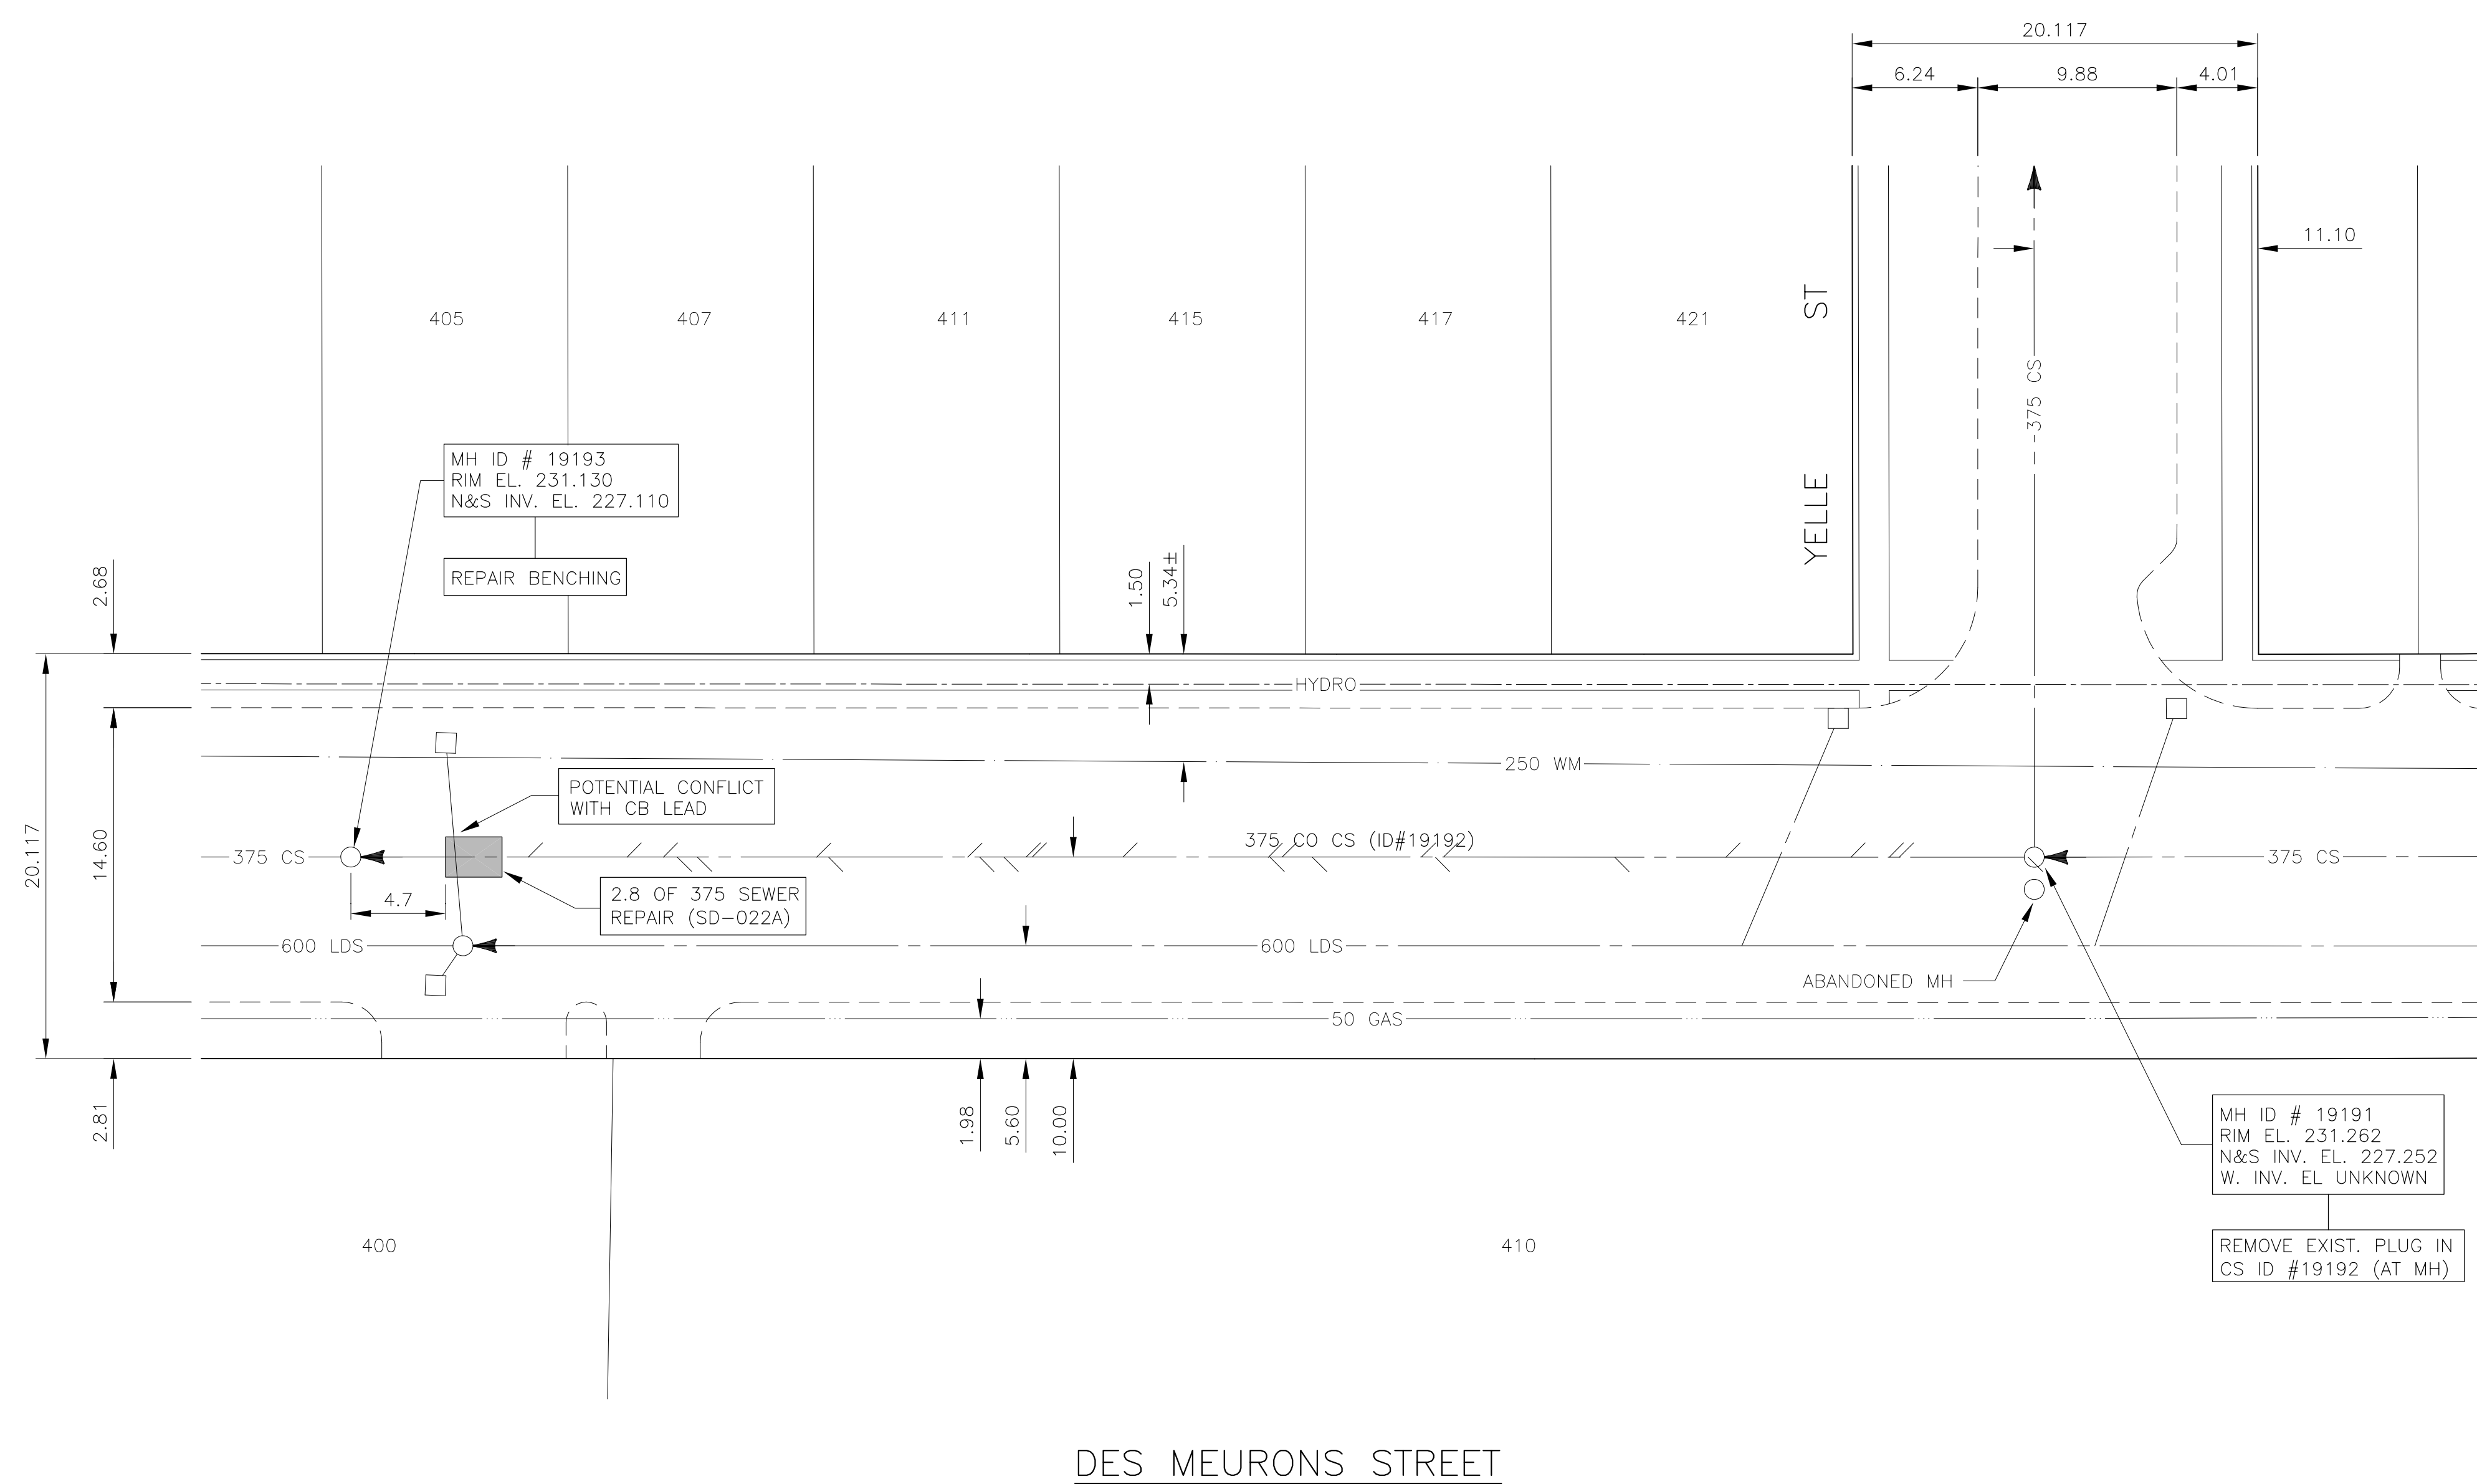 20.117
6.24
9.88
4.01
11.10
405
407
411
415
417
421
YELLE ST
375 CS
MH ID # 19193
RIM EL. 231.130
N&S INV. EL. 227.110
REPAIR BENCHING
2.68
1.50
5.34±
HYDRO
250 WM
POTENTIAL CONFLICT
WITH CB LEAD
20.117
14.60
375 CS
375 CO CS (ID#19192)
375 CS
4.7
2.8 OF 375 SEWER
REPAIR (SD-022A)
600 LDS
600 LDS
ABANDONED MH
50 GAS
2.81
1.98
5.60
10.00
MH ID # 19191
RIM EL. 231.262
N&S INV. EL. 227.252
W. INV. EL UNKNOWN
REMOVE EXIST. PLUG IN
CS ID #19192 (AT MH)
400
410
DES MEURONS STREET